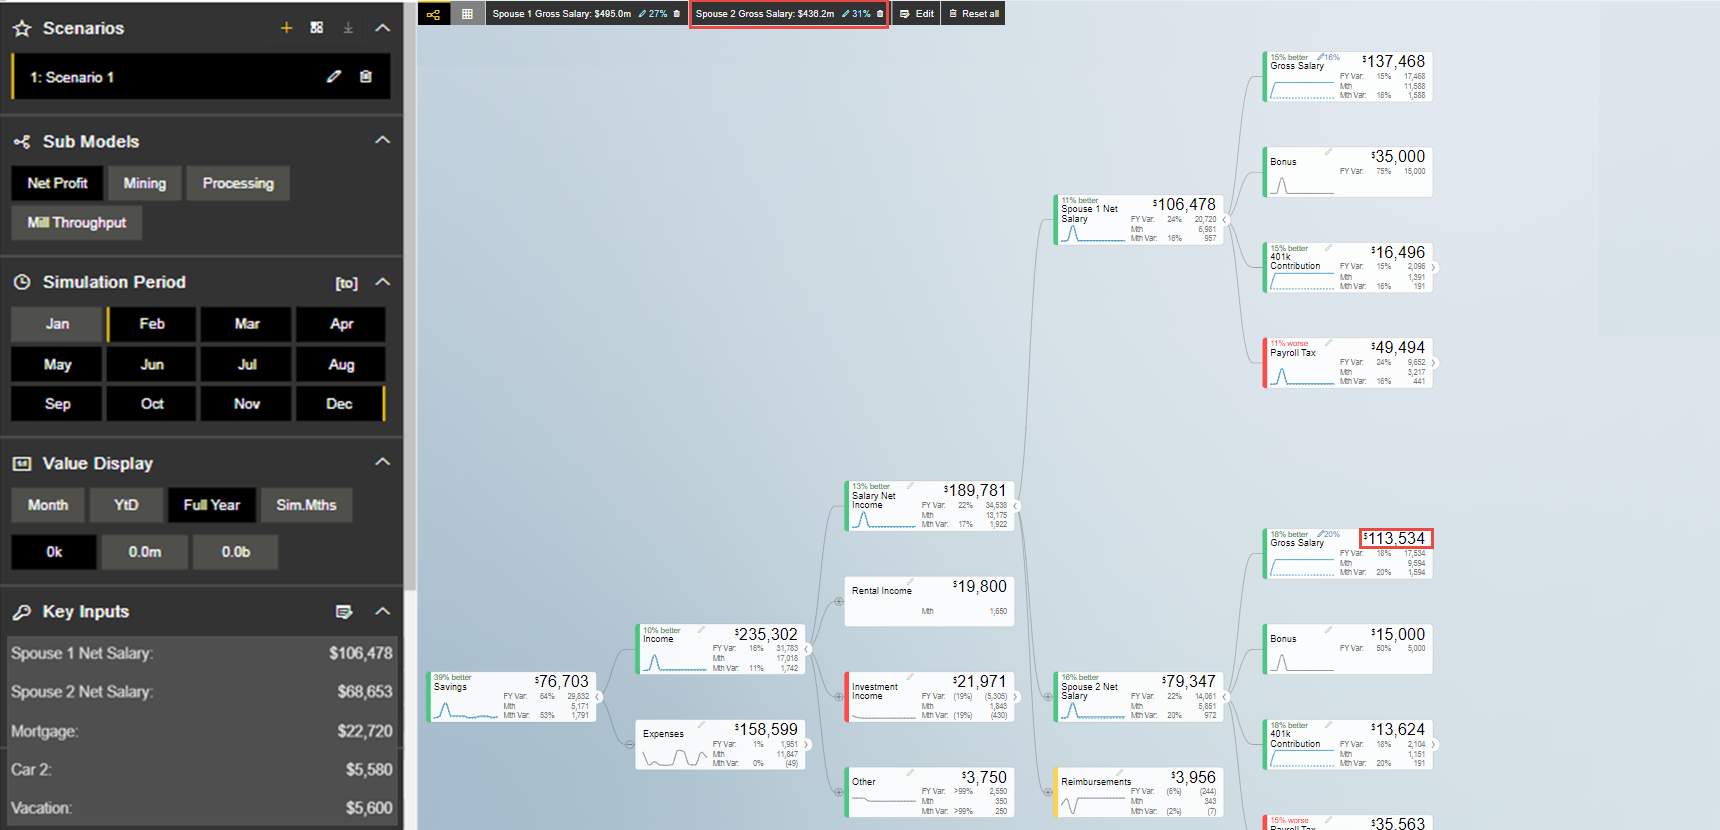 Scenarios
1: Scenario 1
Sub Models
Net Profit
Mining
Processing
Mill Throughput
Simulation Period
[to]
Jan
Feb
Mar
Apr
May
Jun
Jul
Aug
Sep
Oct
Nov
Dec
Value Display
Month
YtD
Full Year
Sim.Mths
0k
0.0m
0.0b
Key Inputs
Spouse 1 Net Salary: $106,478
Spouse 2 Net Salary: $68,653
Mortgage: $22,720
Car 2: $5,580
Vacation: $5,600
Spouse 1 Gross Salary: $495.0m 27%
Spouse 2 Gross Salary: $436.2m 31%
Edit
Reset all
39% better
Savings
$76,703
FY Var: 64% 29,832
Mth 5,171
Mth Var: 53% 1,791
10% better
Income
$235,302
FY Var: 16% 31,783
Mth 17,018
Mth Var: 11% 1,742
Expenses
$158,599
FY Var: 1% 1,951
Mth 11,847
Mth Var: 0% (49)
13% better
Salary Net
Income
$189,781
FY Var: 22% 34,538
Mth 13,175
Mth Var: 17% 1,922
Rental Income
$19,800
Mth 1,650
Investment
Income
$21,971
FY Var: (19%) (5,305)
Mth 1,843
Mth Var: (19%) (430)
Other
$3,750
FY Var: >99% 2,550
Mth 350
Mth Var: >99% 250
11% better
Spouse 1 Net
Salary
$106,478
FY Var: 24% 20,720
Mth 6,981
Mth Var: 16% 957
16% better
Spouse 2 Net
Salary
$79,347
FY Var: 22% 14,061
Mth 5,851
Mth Var: 20% 972
Reimbursements
$3,956
FY Var: (6%) (244)
Mth 343
Mth Var: (2%) (7)
15% better 16%
Gross Salary
$137,468
FY Var: 15% 17,468
Mth 11,588
Mth Var: 16% 1,588
Bonus
$35,000
FY Var: 75% 15,000
15% better
401k
Contribution
$16,496
FY Var: 15% 2,096
Mth 1,391
Mth Var: 16% 191
11% worse
Payroll Tax
$49,494
FY Var: 24% 9,652
Mth 3,217
Mth Var: 16% 441
18% better 20%
Gross Salary
$113,534
FY Var: 18% 17,534
Mth 9,594
Mth Var: 20% 1,594
Bonus
$15,000
FY Var: 50% 5,000
18% better
401k
Contribution
$13,624
FY Var: 18% 2,104
Mth 1,151
Mth Var: 20% 191
15% worse
Payroll Tax
$35,563